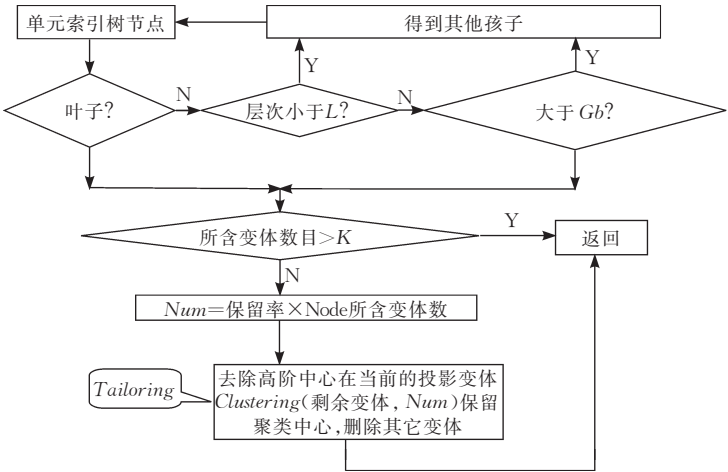 单元索引树节点
得到其他孩子
Y
Y
叶子?
N
层次小于L?
N
大于 Gb?
所含变体数目>K
Y
返回
N
Num=保留率×Node所含变体数
Tailoring
去除高阶中心在当前的投影变体
Clustering(剩余变体, Num)保留
聚类中心,删除其它变体